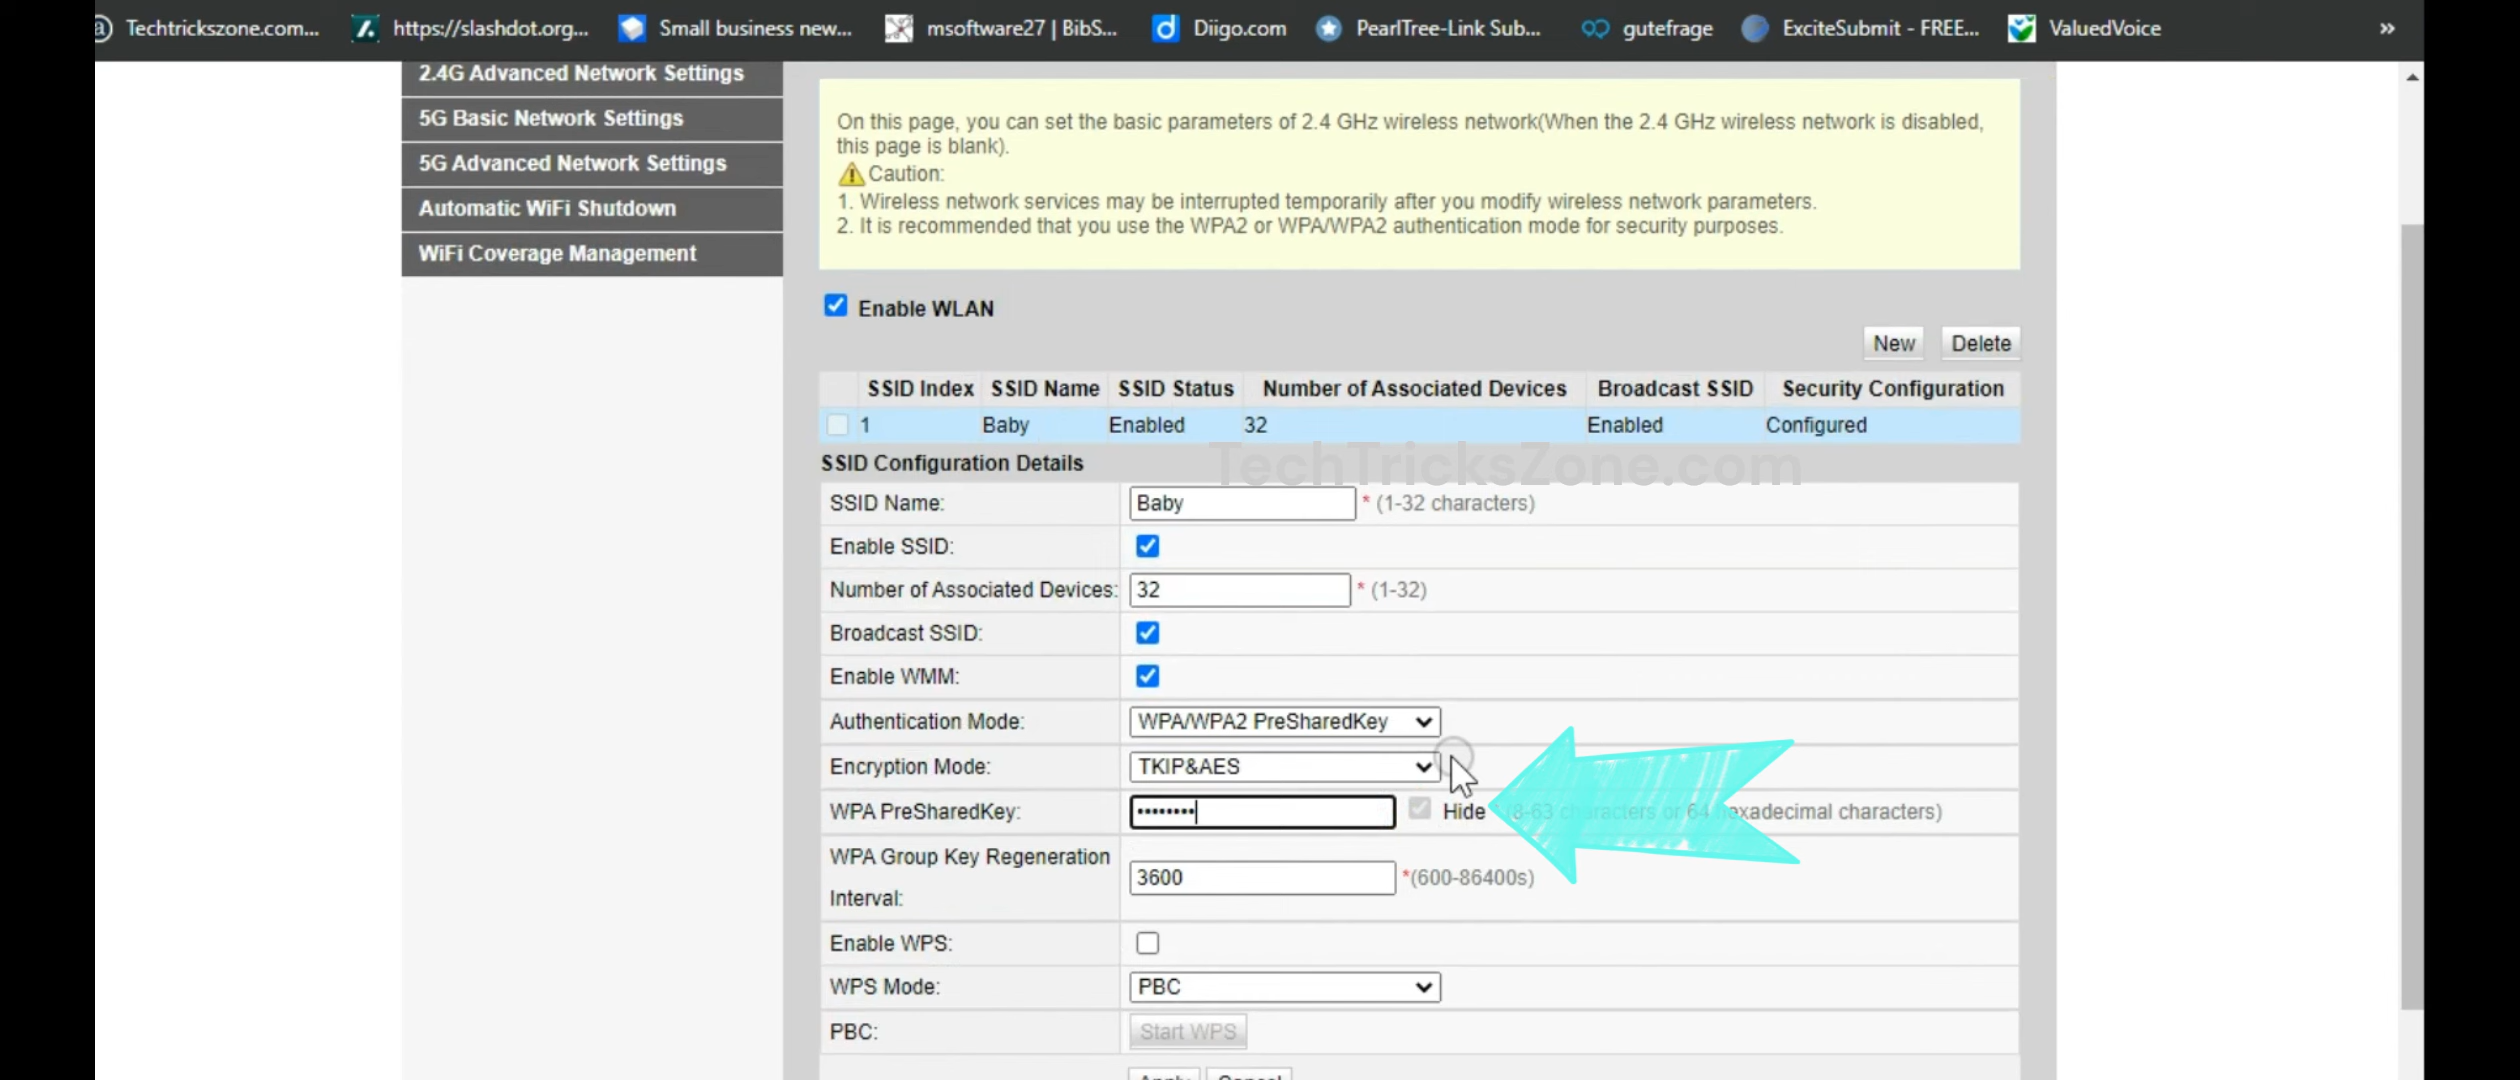 Techtrickszone.com... https://slashdot.org... Small business new... msoftware27 | BibS... Diigo.com PearlTree-Link Sub... gutefrage ExciteSubmit - FREE... ValuedVoice »
2.4G Advanced Network Settings
5G Basic Network Settings
5G Advanced Network Settings
Automatic WiFi Shutdown
WiFi Coverage Management
On this page, you can set the basic parameters of 2.4 GHz wireless network(When the 2.4 GHz wireless network is disabled,
this page is blank).
Caution:
1. Wireless network services may be interrupted temporarily after you modify wireless network parameters.
2. It is recommended that you use the WPA2 or WPA/WPA2 authentication mode for security purposes.
Enable WLAN
New Delete
SSID Index SSID Name SSID Status Number of Associated Devices Broadcast SSID Security Configuration
1 Baby Enabled 32 Enabled Configured
TechTricksZone.com
SSID Configuration Details
SSID Name: Baby * (1-32 characters)
Enable SSID:
Number of Associated Devices: 32 * (1-32)
Broadcast SSID:
Enable WMM:
Authentication Mode: WPA/WPA2 PreSharedKey
Encryption Mode: TKIP&AES
WPA PreSharedKey: •••••••• Hide * (8-63 characters or 64 hexadecimal characters)
WPA Group Key Regeneration
Interval: 3600 *(600-86400s)
Enable WPS:
WPS Mode: PBC
PBC: Start WPS
Apply Cancel